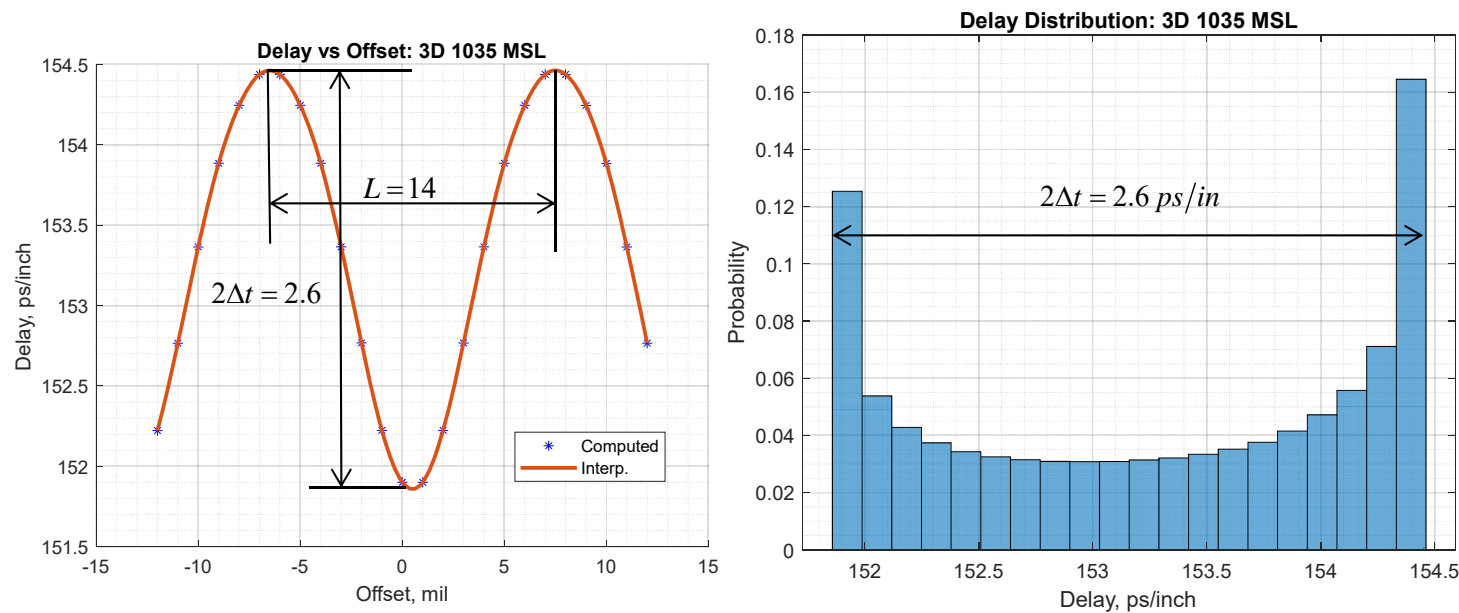 Delay vs Offset: 3D 1035 MSL
154.5
154
153.5
153
152.5
152
151.5
Delay, ps/inch
L = 14
2Δt = 2.6
Computed
Interp.
-15
-10
-5
0
5
10
15
Offset, mil
Delay Distribution: 3D 1035 MSL
0.18
0.16
0.14
0.12
0.1
0.08
0.06
0.04
0.02
0
Probability
2Δt = 2.6 ps/in
152
152.5
153
153.5
154
154.5
Delay, ps/inch